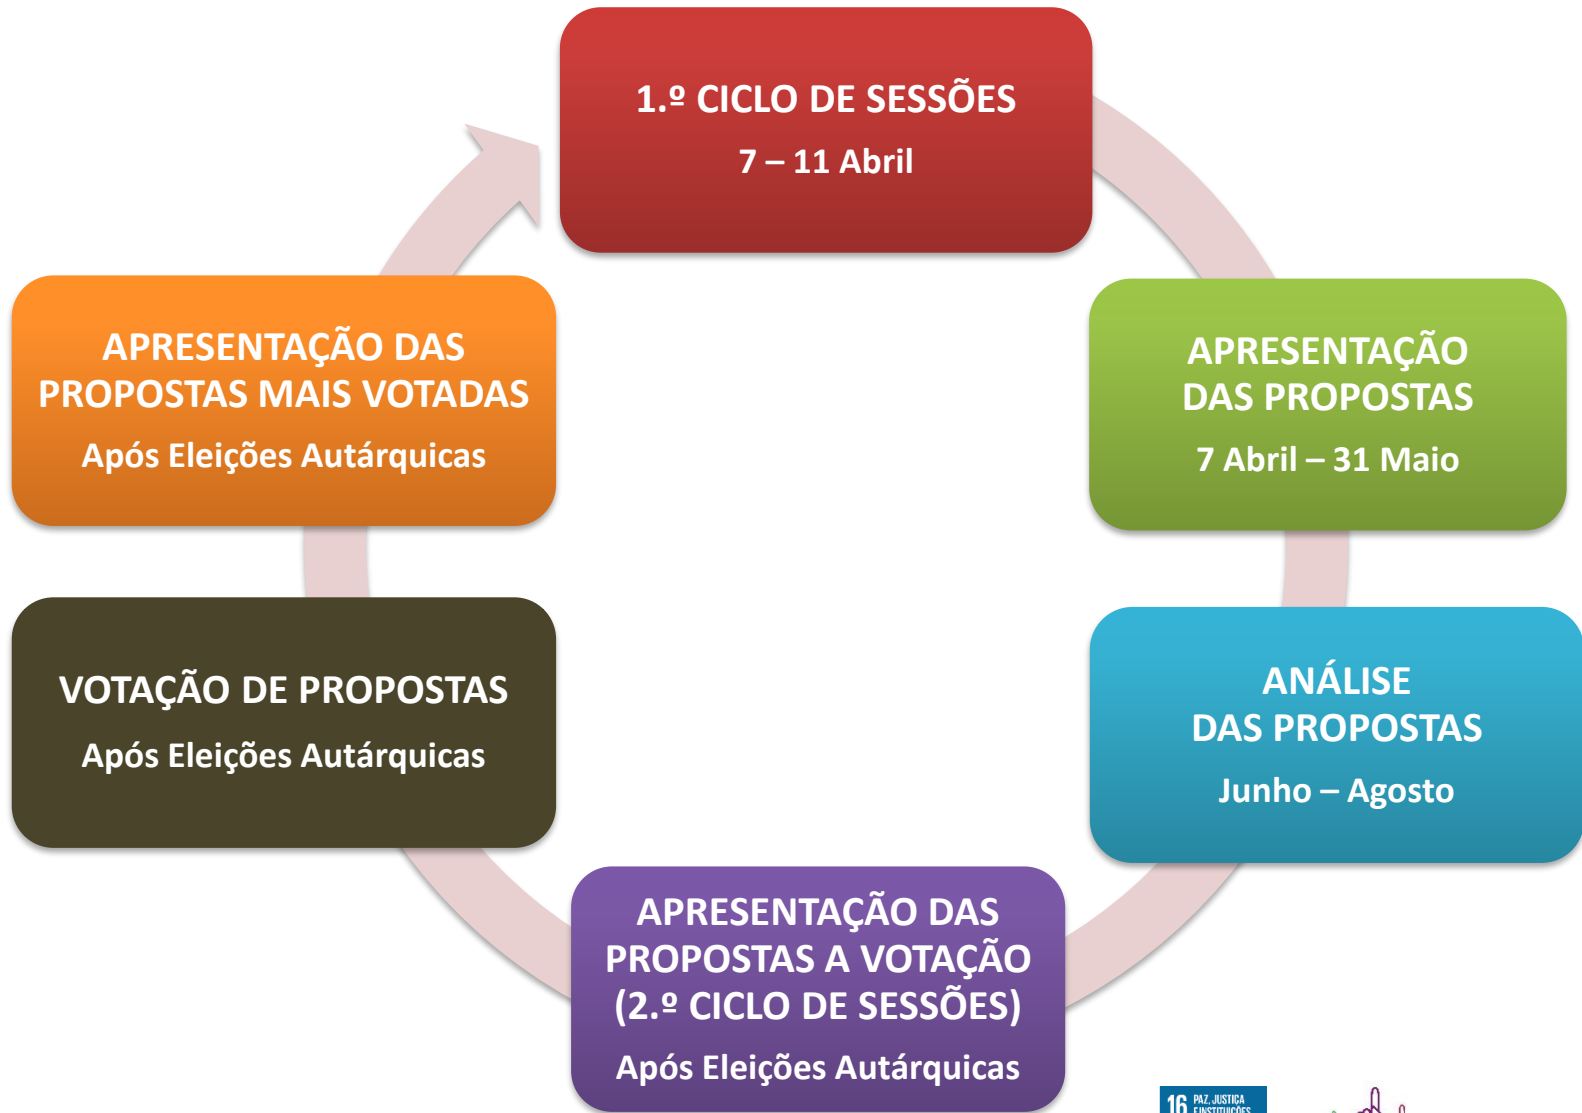 1.º CICLO DE SESSÕES
7 – 11 Abril
APRESENTAÇÃO
DAS PROPOSTAS
7 Abril – 31 Maio
ANÁLISE
DAS PROPOSTAS
Junho – Agosto
APRESENTAÇÃO DAS
PROPOSTAS A VOTAÇÃO
(2.º CICLO DE SESSÕES)
Após Eleições Autárquicas
VOTAÇÃO DE PROPOSTAS
Após Eleições Autárquicas
APRESENTAÇÃO DAS
PROPOSTAS MAIS VOTADAS
Após Eleições Autárquicas
16 PAZ, JUSTIÇA
E INSTITUIÇÕES